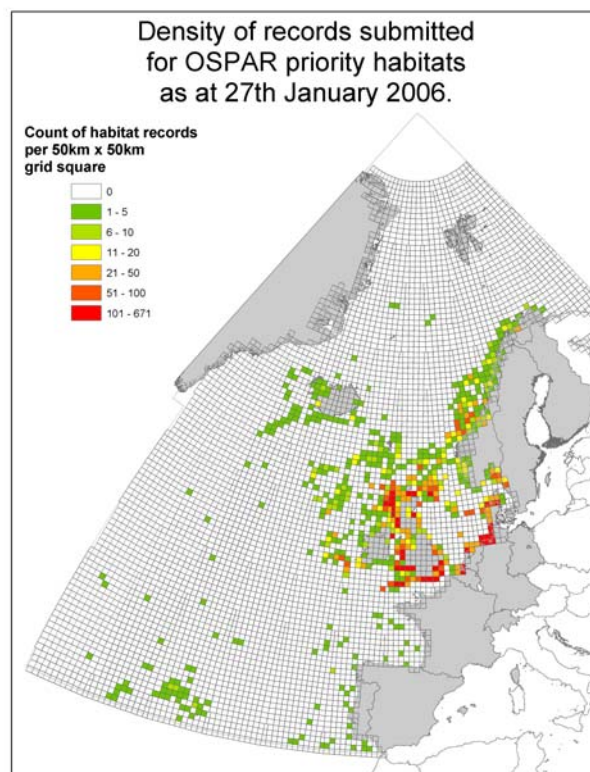 Density of records submitted
for OSPAR priority habitats
as at 27th January 2006.
Count of habitat records
per 50km x 50km
grid square
0
1 - 5
6 - 10
11 - 20
21 - 50
51 - 100
101 - 671